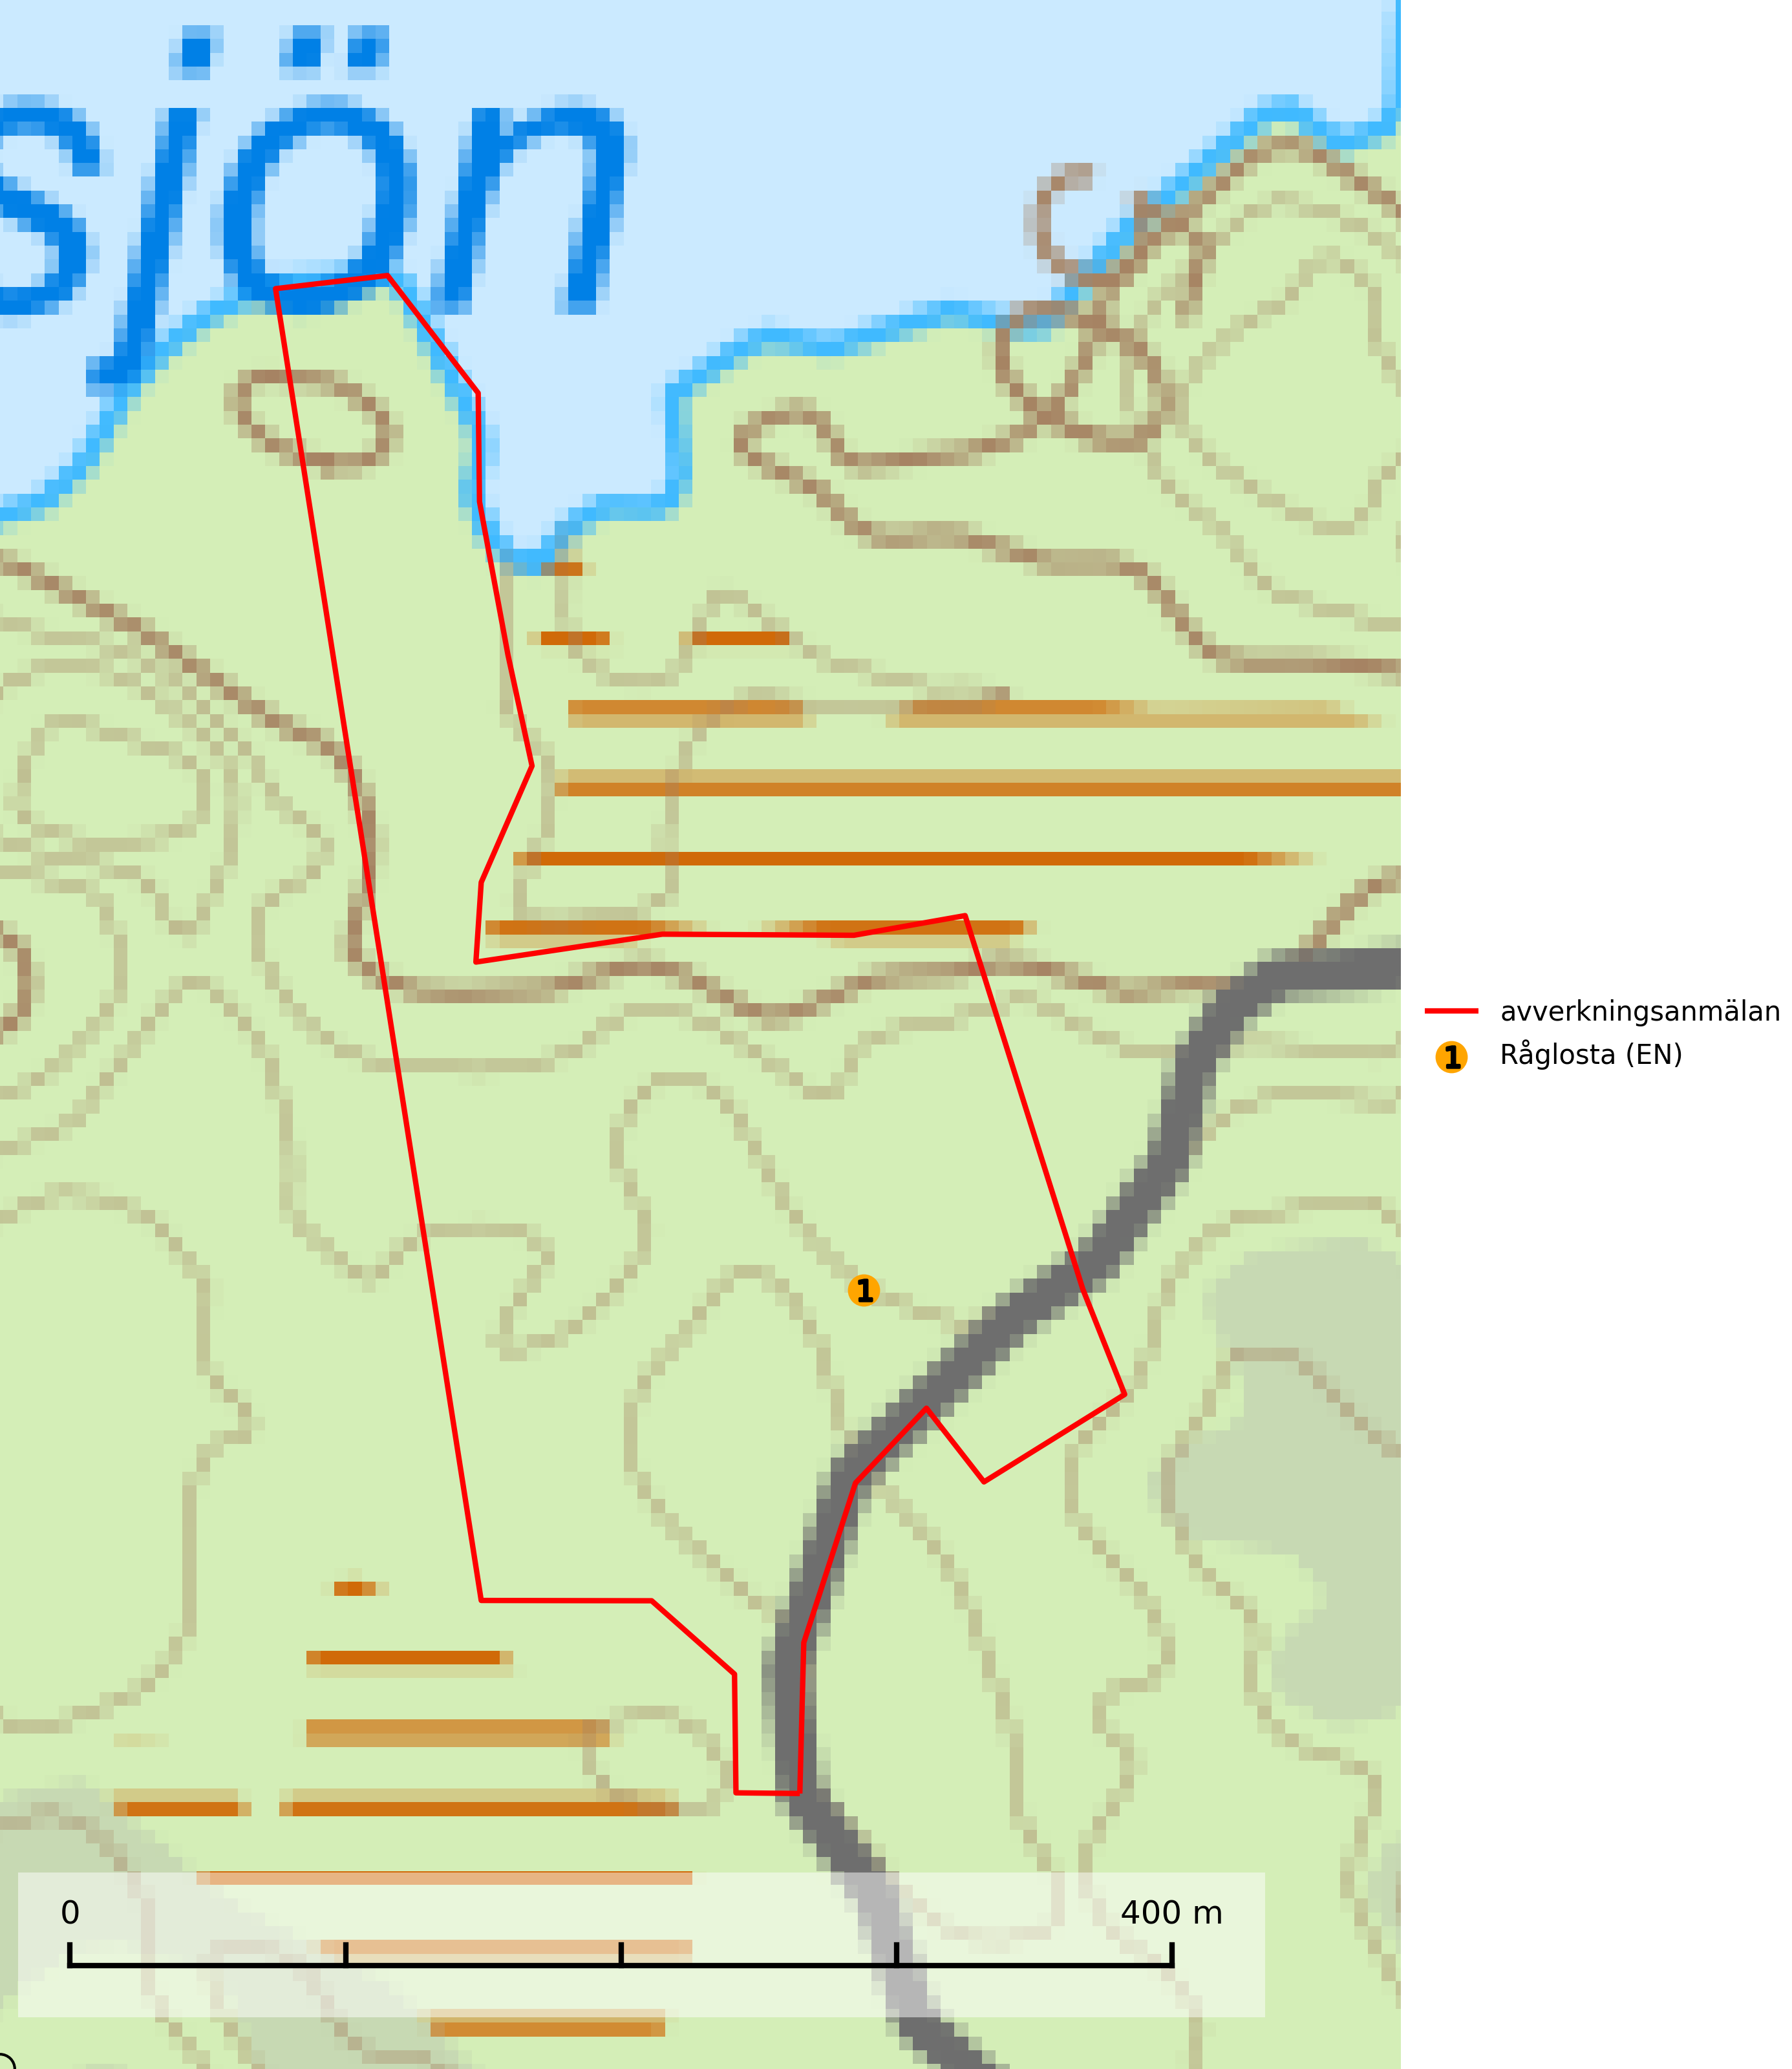 sjön
avverkningsanmälan
1 Råglosta (EN)
1
0 400 m